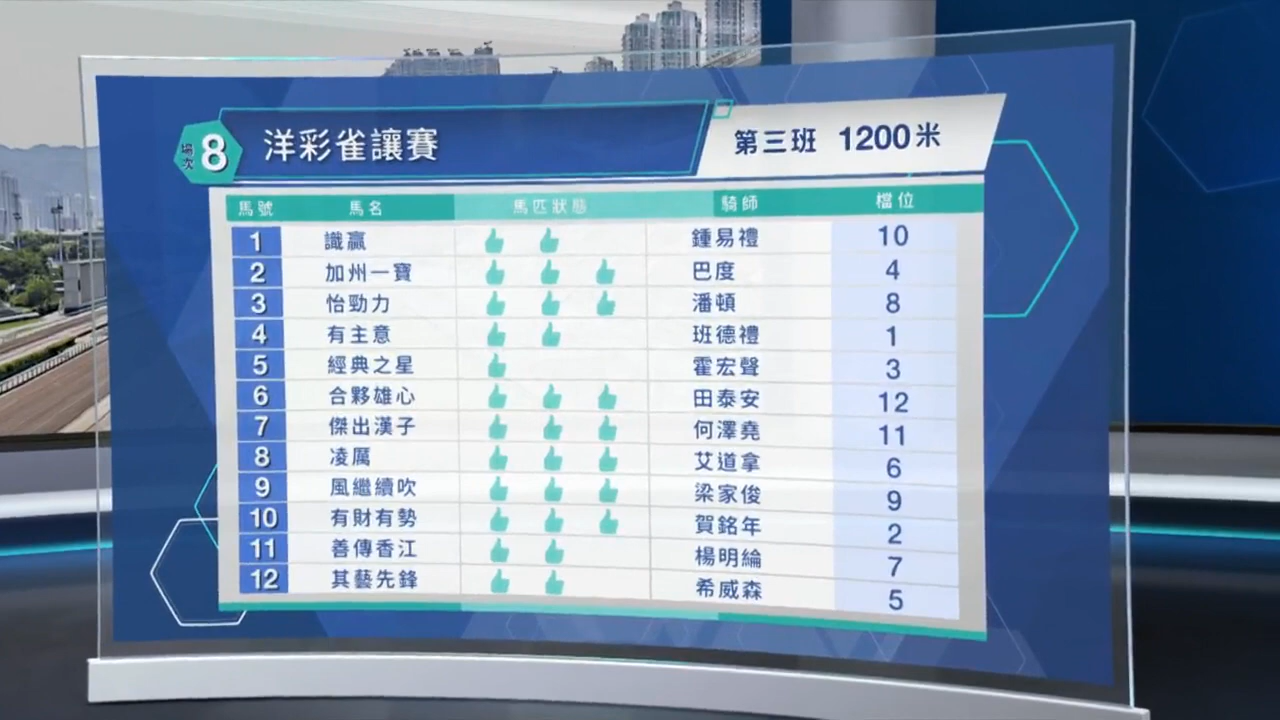 場次 8 洋彩雀讓賽 第三班 1200米
馬號 馬名 馬匹狀態 騎師 檔位
1 識贏 鍾易禮 10
2 加州一寶 巴度 4
3 怡勁力 潘頓 8
4 有主意 班德禮 1
5 經典之星 霍宏聲 3
6 合夥雄心 田泰安 12
7 傑出漢子 何澤堯 11
8 凌厲 艾道拿 6
9 風繼續吹 梁家俊 9
10 有財有勢 賀銘年 2
11 善傳香江 楊明綸 7
12 其藝先鋒 希威森 5